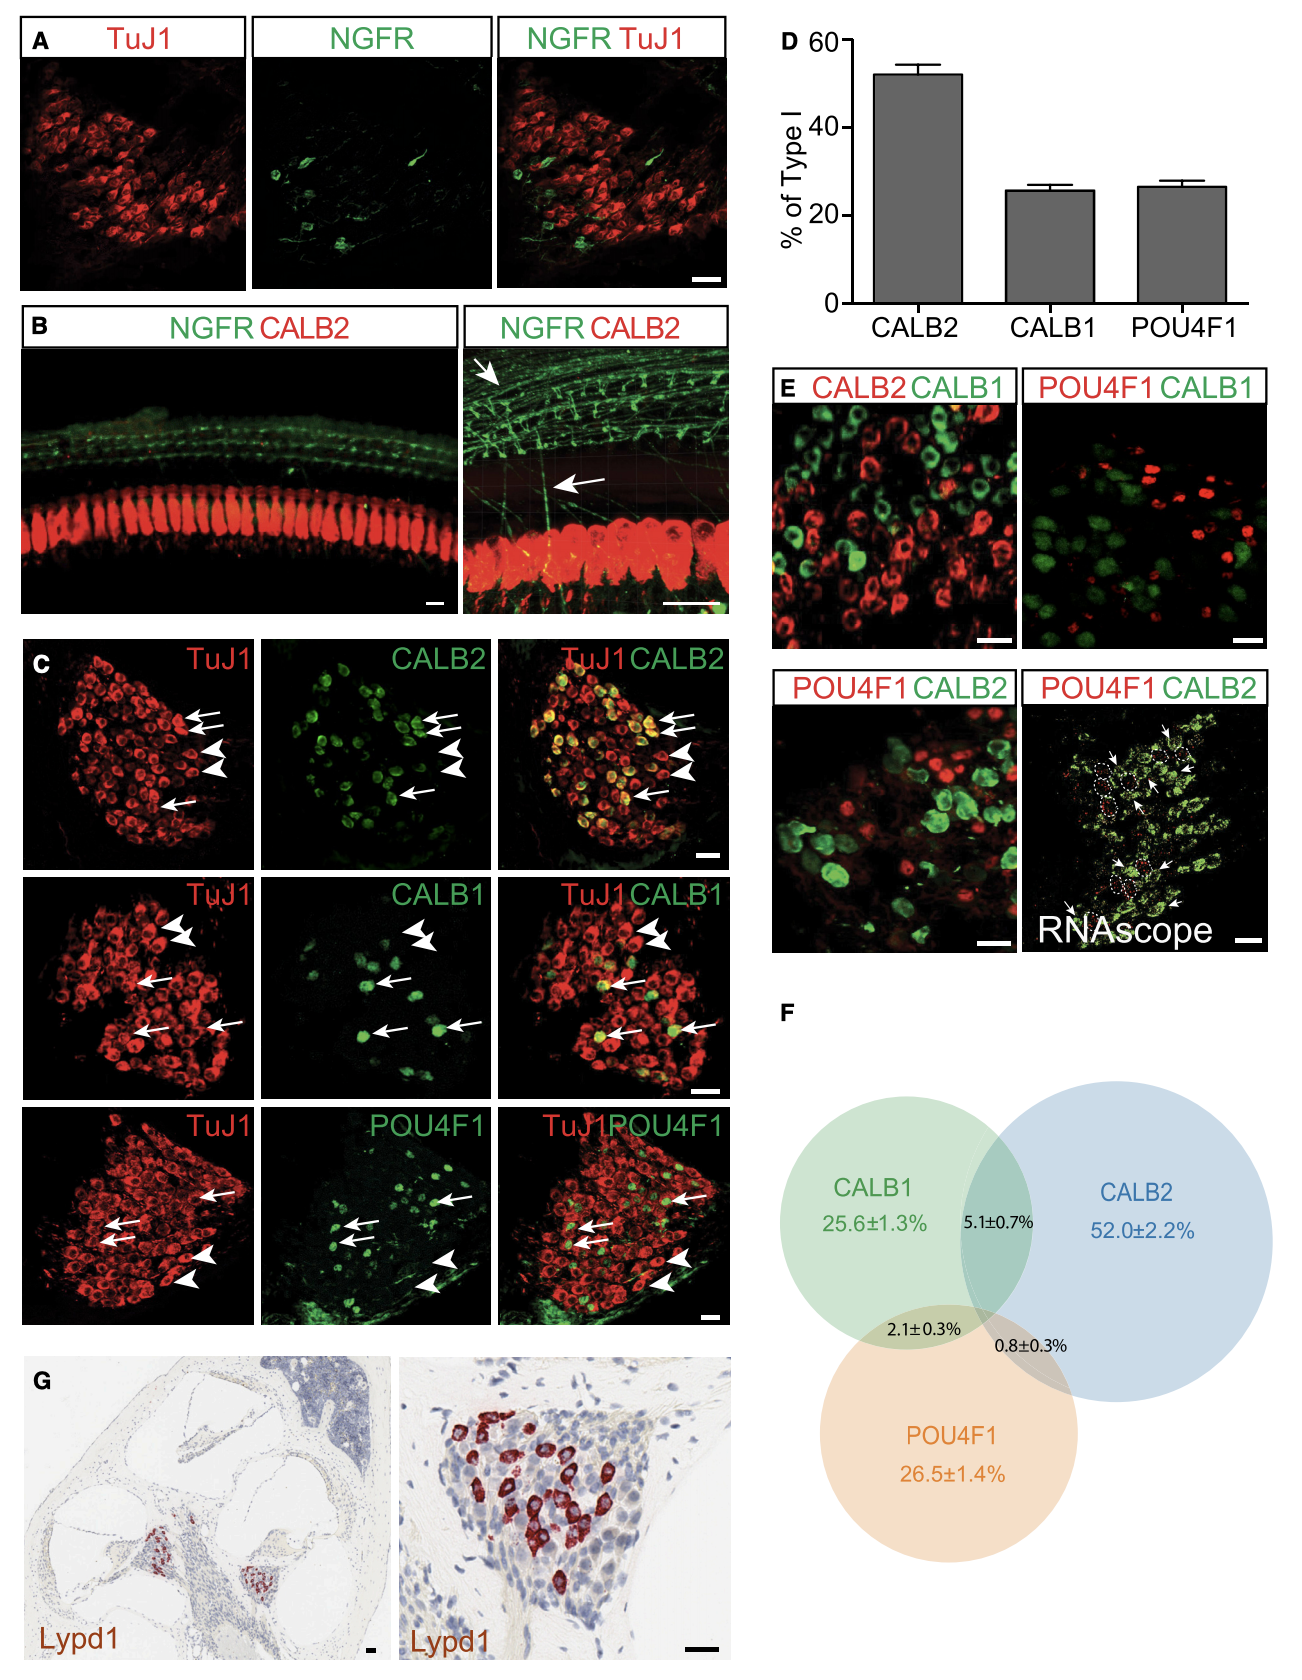 A
TuJ1
NGFR
NGFR TuJ1
B
NGFR CALB2
NGFR CALB2
C
TuJ1
CALB2
TuJ1 CALB2
TuJ1
CALB1
TuJ1 CALB1
TuJ1
POU4F1
TuJ1 POU4F1
D
% of Type I
60
40
20
0
CALB2
CALB1
POU4F1
E
CALB2 CALB1
POU4F1 CALB1
POU4F1 CALB2
POU4F1 CALB2
RNAscope
F
CALB1
25.6±1.3%
5.1±0.7%
CALB2
52.0±2.2%
2.1±0.3%
0.8±0.3%
POU4F1
26.5±1.4%
G
Lypd1
Lypd1